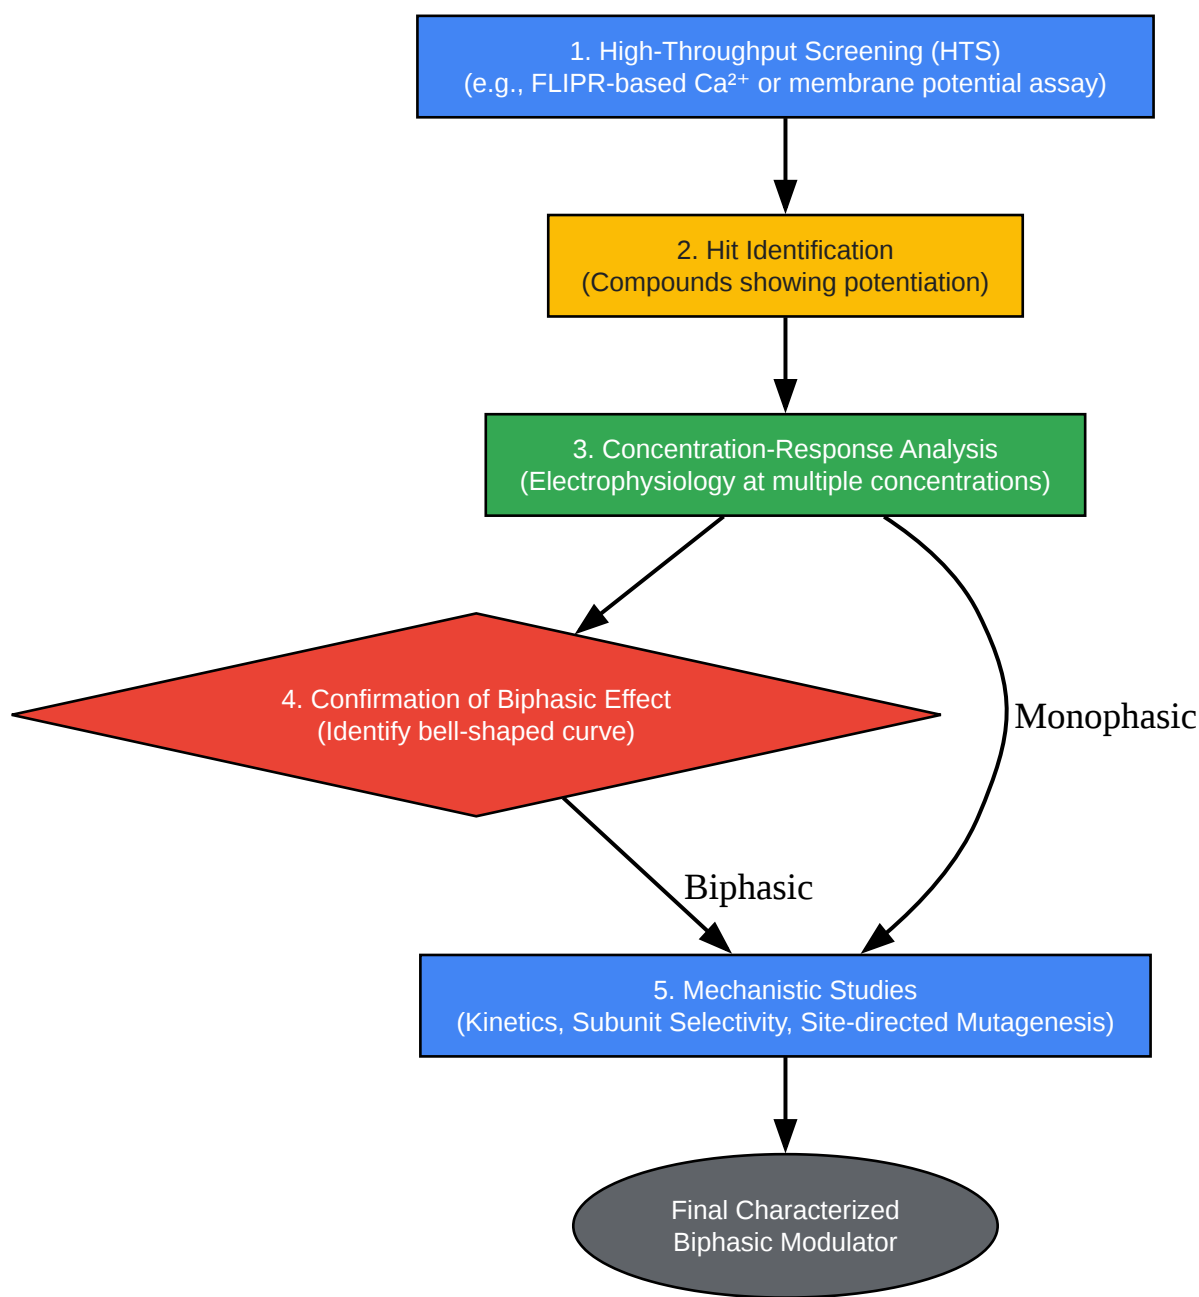 1. High-Throughput Screening (HTS)
(e.g., FLIPR-based Ca²⁺ or membrane potential assay)
2. Hit Identification
(Compounds showing potentiation)
3. Concentration-Response Analysis
(Electrophysiology at multiple concentrations)
4. Confirmation of Biphasic Effect
(Identify bell-shaped curve)
Monophasic
Biphasic
5. Mechanistic Studies
(Kinetics, Subunit Selectivity, Site-directed Mutagenesis)
Final Characterized
Biphasic Modulator